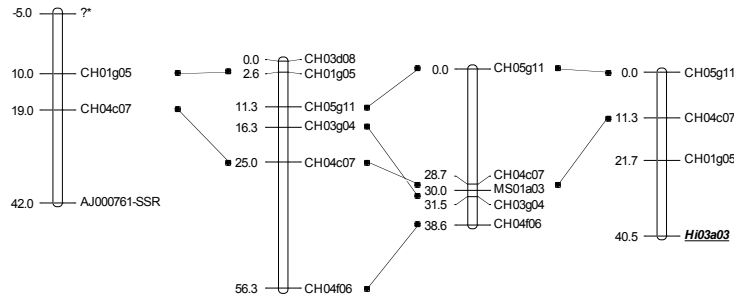 -5.0 ?*
10.0 CH01g05
19.0 CH04c07
42.0 AJ000761-SSR
0.0 CH03d08
2.6 CH01g05
11.3 CH05g11
16.3 CH03g04
25.0 CH04c07
56.3 CH04f06
0.0 CH05g11
28.7 CH04c07
30.0 MS01a03
31.5 CH03g04
38.6 CH04f06
0.0 CH05g11
11.3 CH04c07
21.7 CH01g05
40.5 Hi03a03